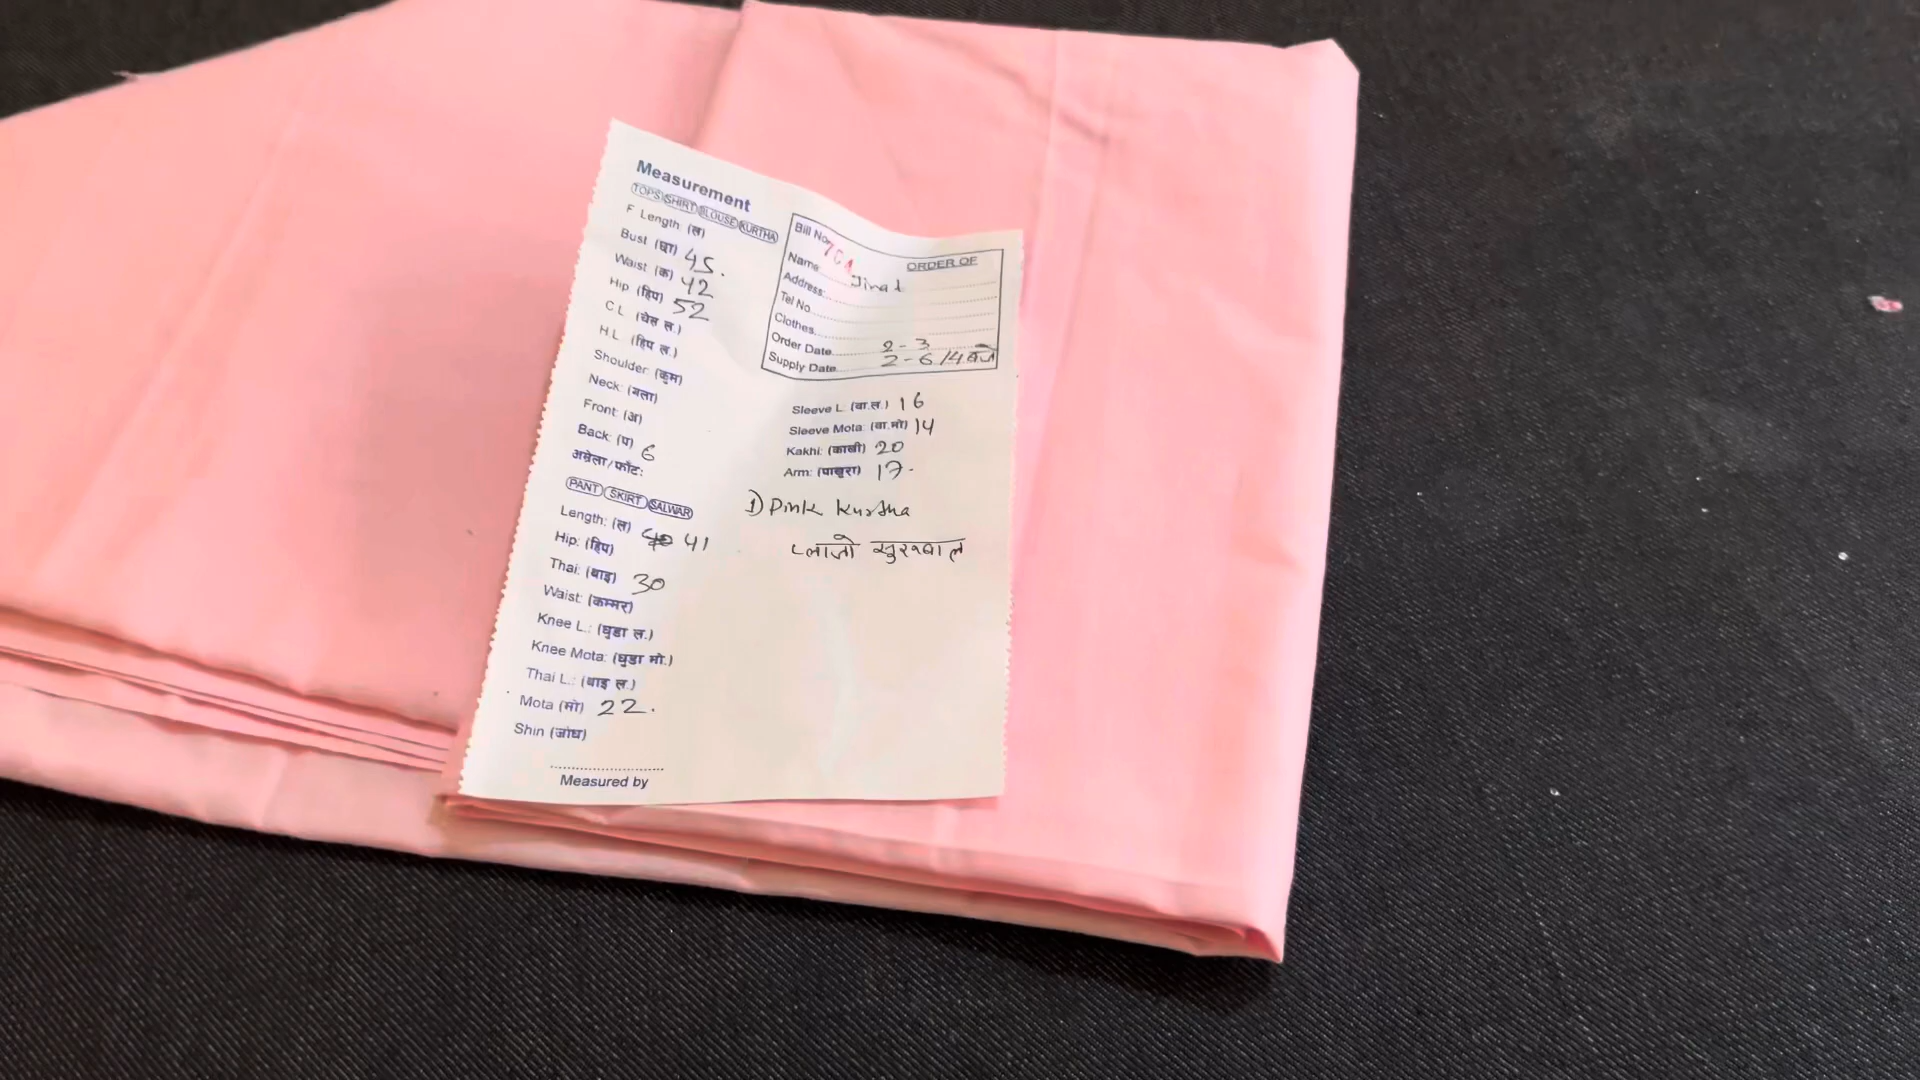 Measurement
TOPS SHIRT BLOUSE KURTHA
F Length: (ल)
Bust (छा) 45.
Waist (क) 42
Hip (हिप) 52
C.L. (चेस ल.)
H.L. (हिप ल.)
Shoulder: (कुम)
Neck: (गला)
Front: (अ)
Back: (प) 6
अम्रेला/फाँट:
PANT SKIRT SALWAR
Length: (ल) 41
Hip: (हिप)
Thai: (थाइ) 30
Waist: (कम्मर)
Knee L.: (घुडा ल.)
Knee Mota: (घुडा मो.)
Thai L.: (थाइ ल.)
Mota (मो) 22.
Shin (जांघ)
Measured by
Bill No.
ORDER OF
Name
Address:
Tel No.
Clothes
Order Date 2-3
Supply Date 2-6/4 बजे
Sleeve L: (वा.ल.) 16
Sleeve Mota: (वा.मो) 14
Kakhi: (काखी) 20
Arm: (पाखुरा) 17.
1) Pink Kurtha
प्लाजो सुरुवाल